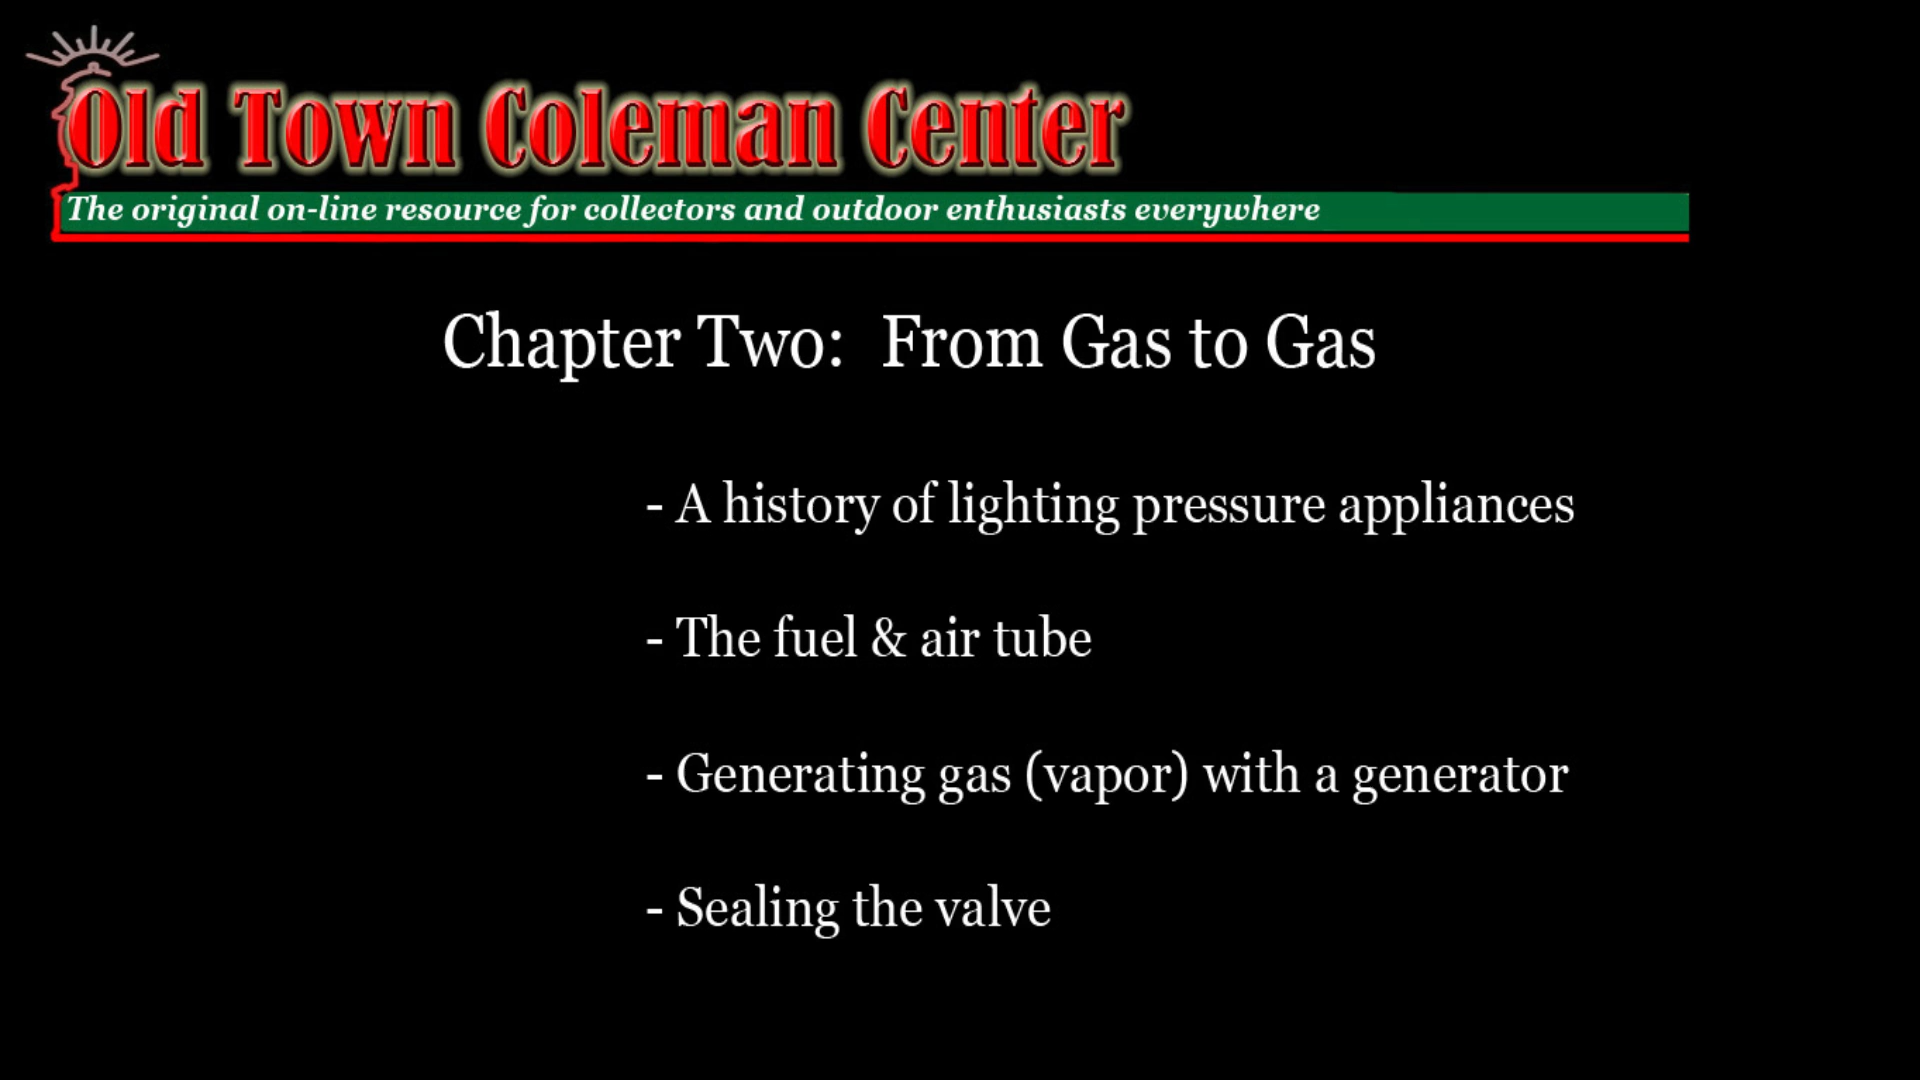 Old Town Coleman Center
The original on-line resource for collectors and outdoor enthusiasts everywhere
Chapter Two:  From Gas to Gas
- A history of lighting pressure appliances
- The fuel & air tube
- Generating gas (vapor) with a generator
- Sealing the valve